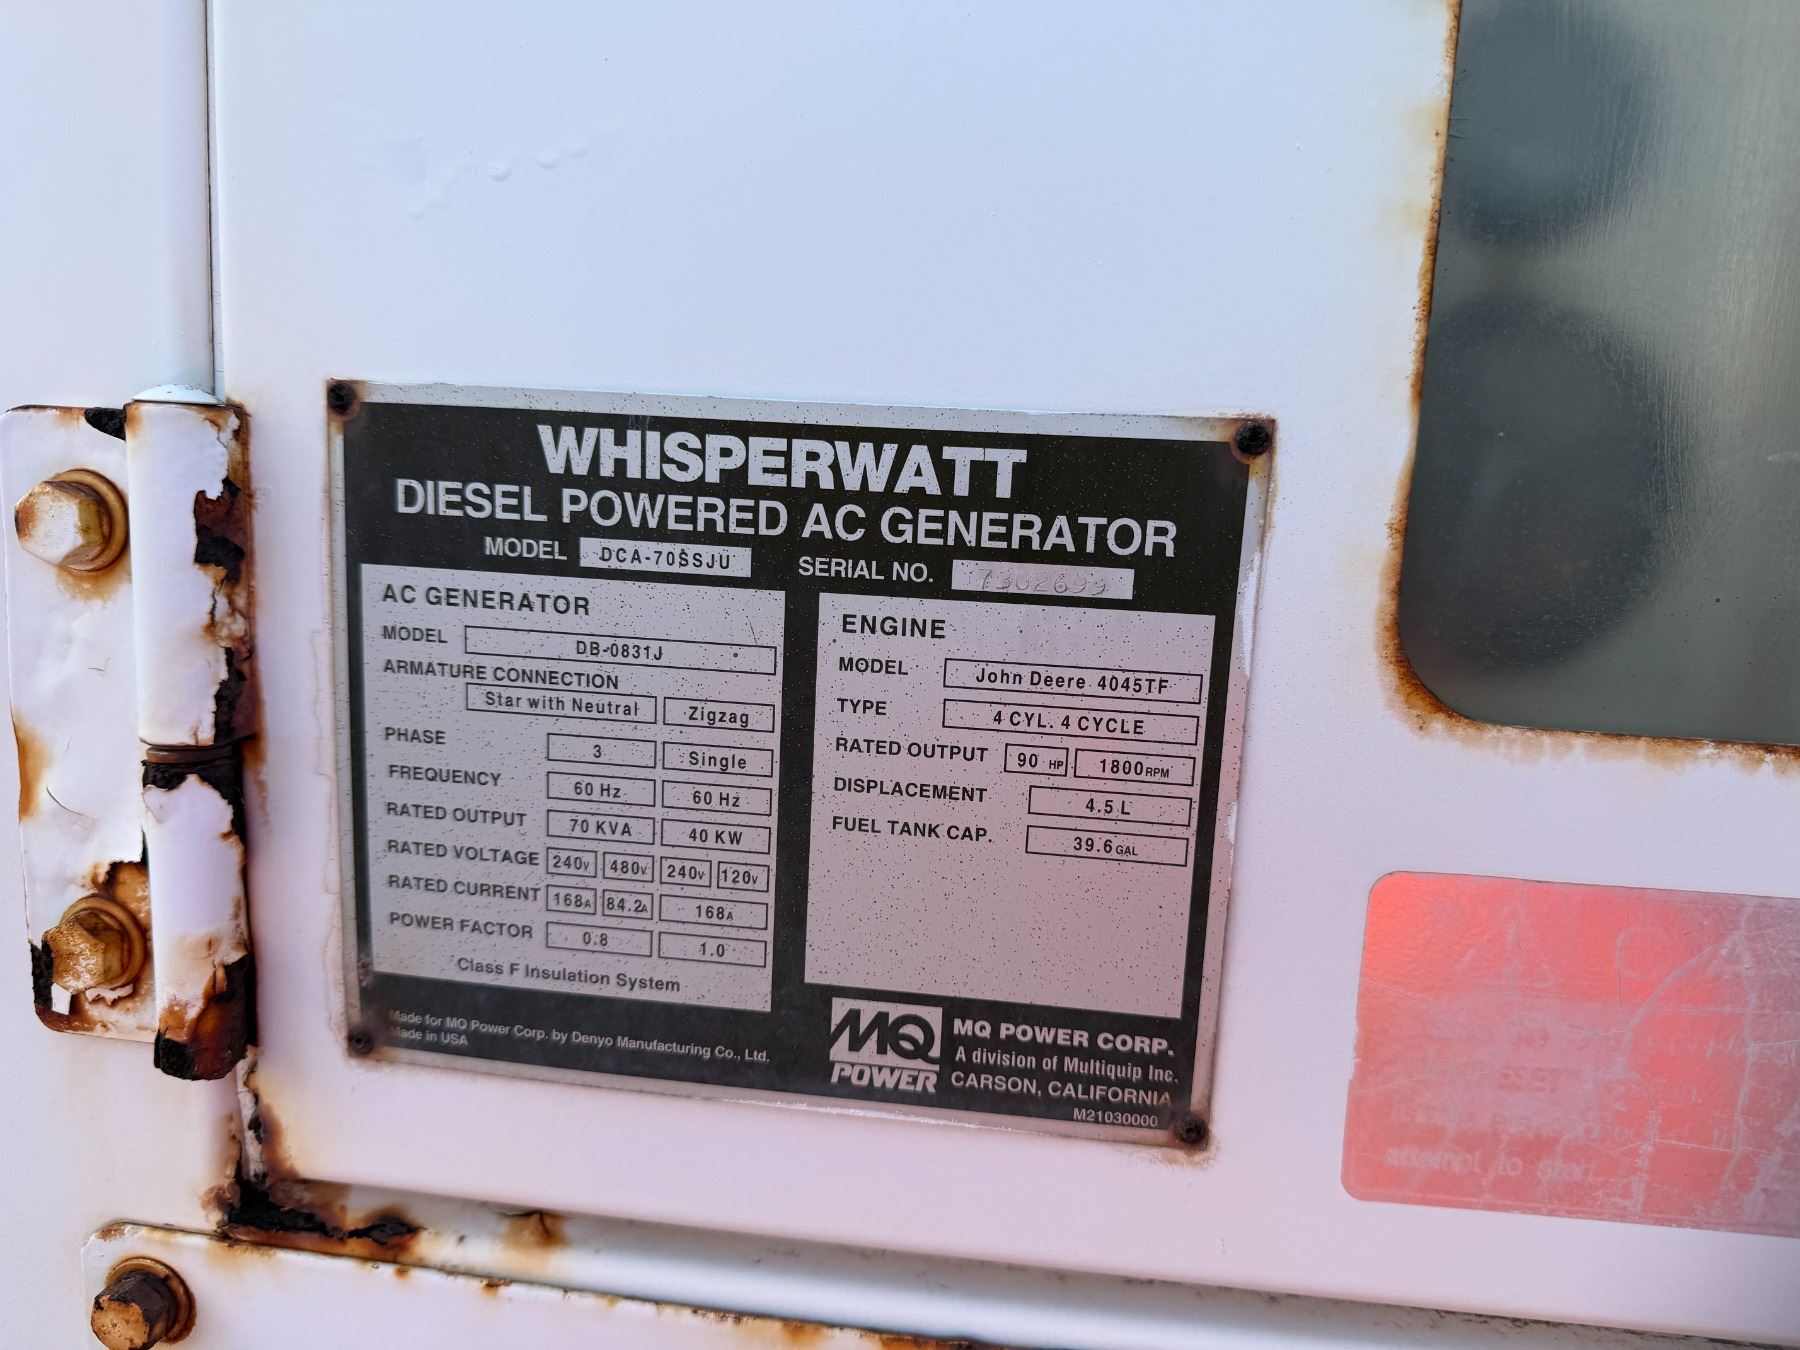 WHISPERWATT
DIESEL POWERED AC GENERATOR
MODEL DCA-70SSJU SERIAL NO. 7302699
AC GENERATOR
MODEL DB-0831J
ARMATURE CONNECTION
Star with Neutral Zigzag
PHASE 3 Single
FREQUENCY 60 Hz 60 Hz
RATED OUTPUT 70 KVA 40 KW
RATED VOLTAGE 240V 480V 240V 120V
RATED CURRENT 168A 84.2A 168A
POWER FACTOR 0.8 1.0
Class F Insulation System
ENGINE
MODEL John Deere 4045TF
TYPE 4 CYL. 4 CYCLE
RATED OUTPUT 90 HP 1800RPM
DISPLACEMENT 4.5 L
FUEL TANK CAP. 39.6GAL
Made for MQ Power Corp. by Denyo Manufacturing Co., Ltd.
Made in USA
MQ
POWER
MQ POWER CORP.
A division of Multiquip Inc.
CARSON, CALIFORNIA
M21030000
attempt to start